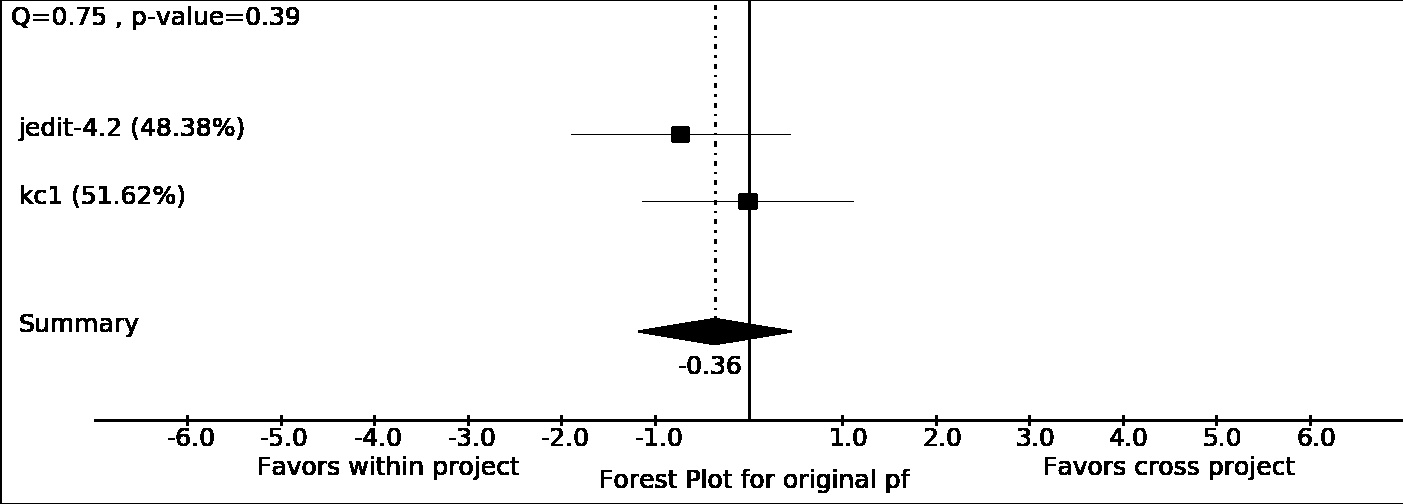 Q=0.75 , p-value=0.39
jedit-4.2 (48.38%)
kc1 (51.62%)
Summary
-0.36
-6.0 -5.0 -4.0 -3.0 -2.0 -1.0 1.0 2.0 3.0 4.0 5.0 6.0
Favors within project Favors cross project
Forest Plot for original pf